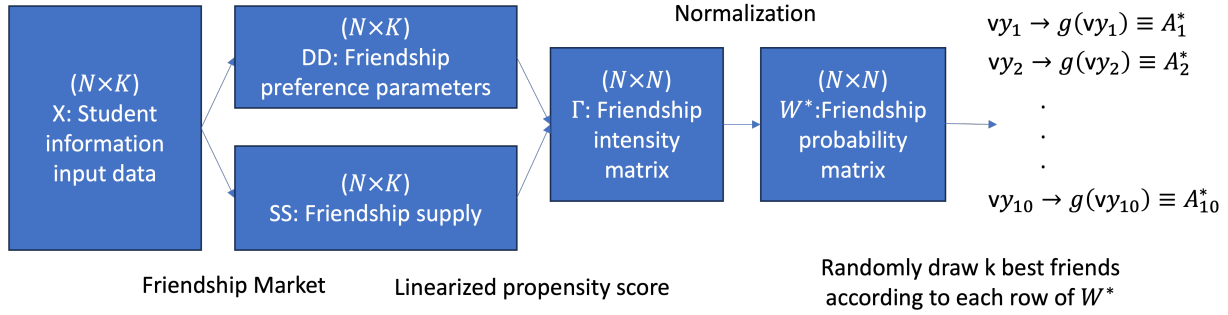 (N×K)
X: Student
information
input data
(N×K)
DD: Friendship
preference parameters
(N×K)
SS: Friendship supply
Friendship Market
Linearized propensity score
(N×N)
Γ: Friendship
intensity
matrix
Normalization
(N×N)
W*:Friendship
probability
matrix
vy₁ → g(vy₁) ≡ A₁*
vy₂ → g(vy₂) ≡ A₂*
.
.
.
vy₁₀ → g(vy₁₀) ≡ A₁₀*
Randomly draw k best friends
according to each row of W*